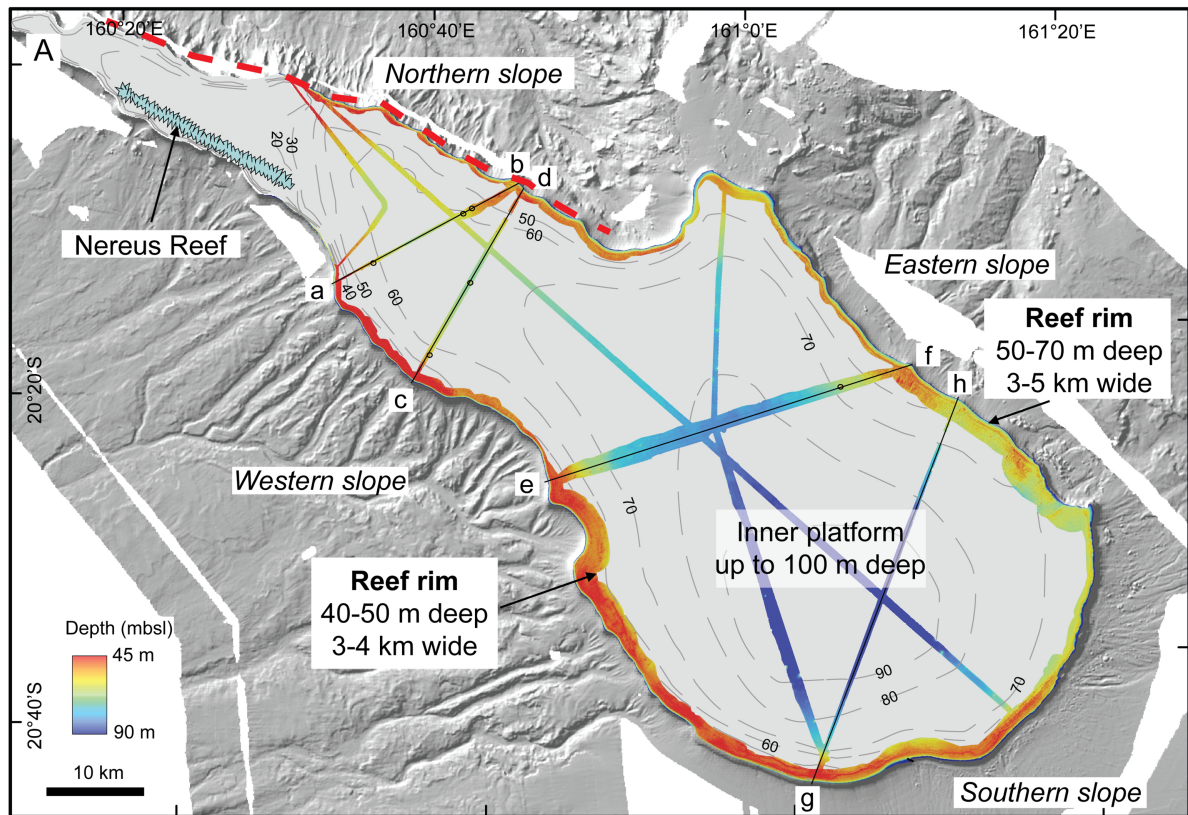 160°20'E
160°40'E
161°0'E
161°20'E
A
Northern slope
30
20
b
d
Nereus Reef
50
60
Eastern slope
a
40
50
60
Reef rim
50-70 m deep
3-5 km wide
70
f
h
20°20'S
c
Western slope
e
70
Inner platform
up to 100 m deep
Reef rim
40-50 m deep
3-4 km wide
Depth (mbsl)
45 m
90 m
90
80
70
20°40'S
60
10 km
g
Southern slope